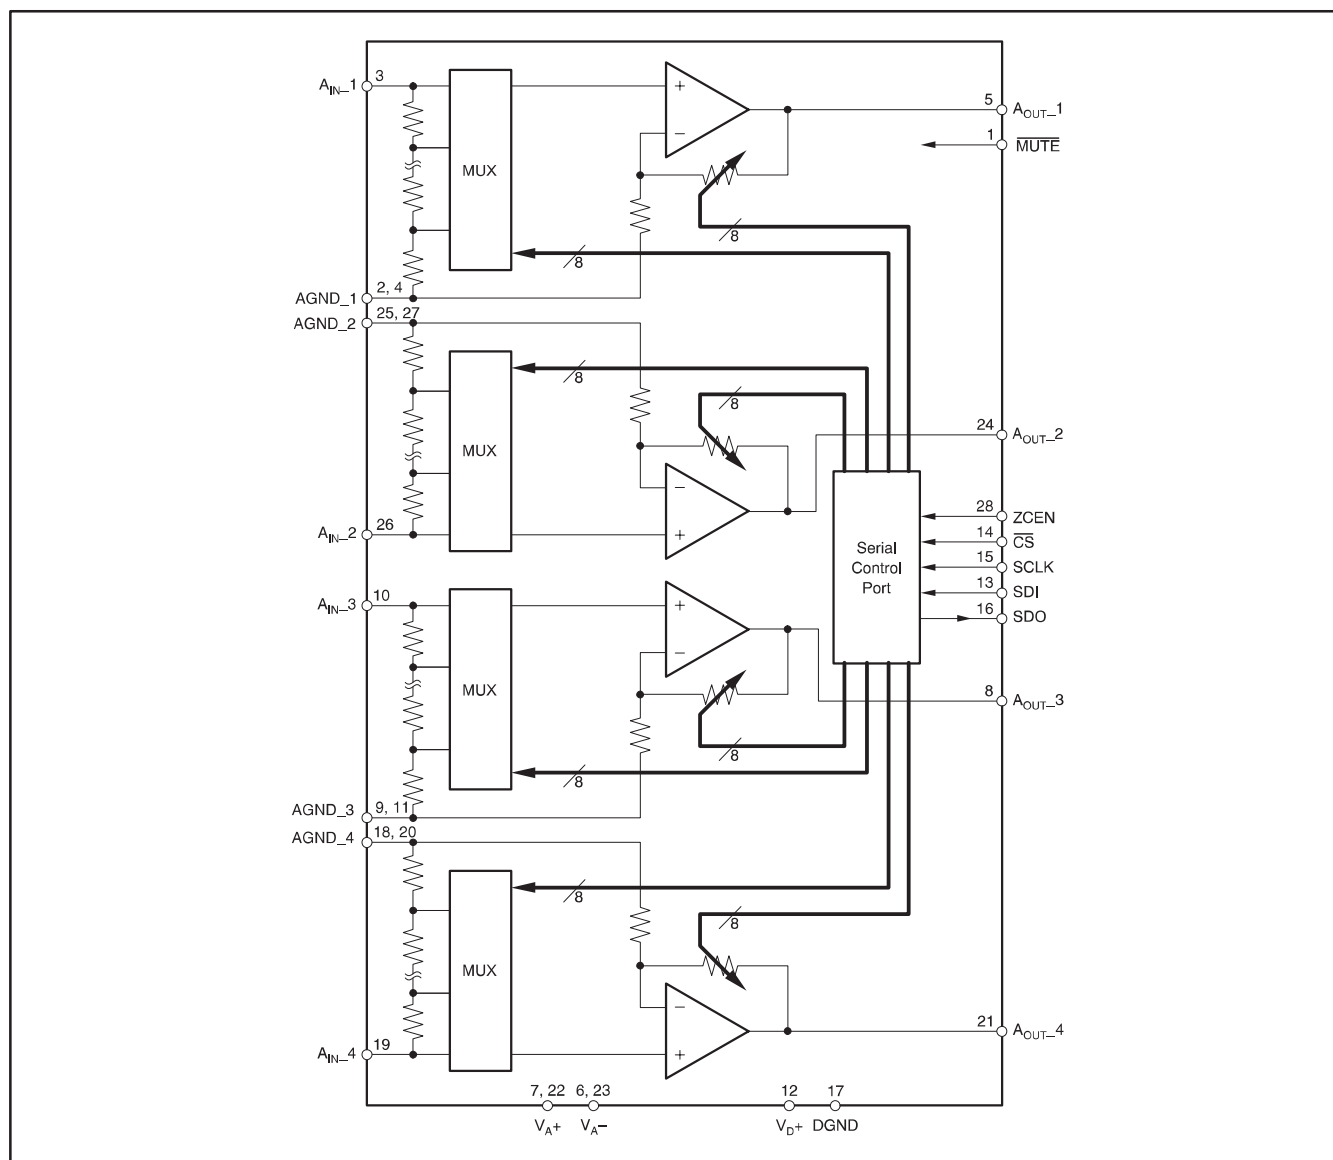 A_IN_1
3
MUX
+
−
5
A_OUT_1
1
MUTE
8
8
AGND_1
2, 4
AGND_2
25, 27
8
8
MUX
24
A_OUT_2
−
+
A_IN_2
26
28
ZCEN
14
CS
15
SCLK
13
SDI
16
SDO
Serial
Control
Port
A_IN_3
10
+
−
MUX
8
A_OUT_3
8
8
AGND_3
9, 11
AGND_4
18, 20
8
8
MUX
−
+
21
A_OUT_4
A_IN_4
19
7, 22
6, 23
12
17
V_A+
V_A−
V_D+
DGND